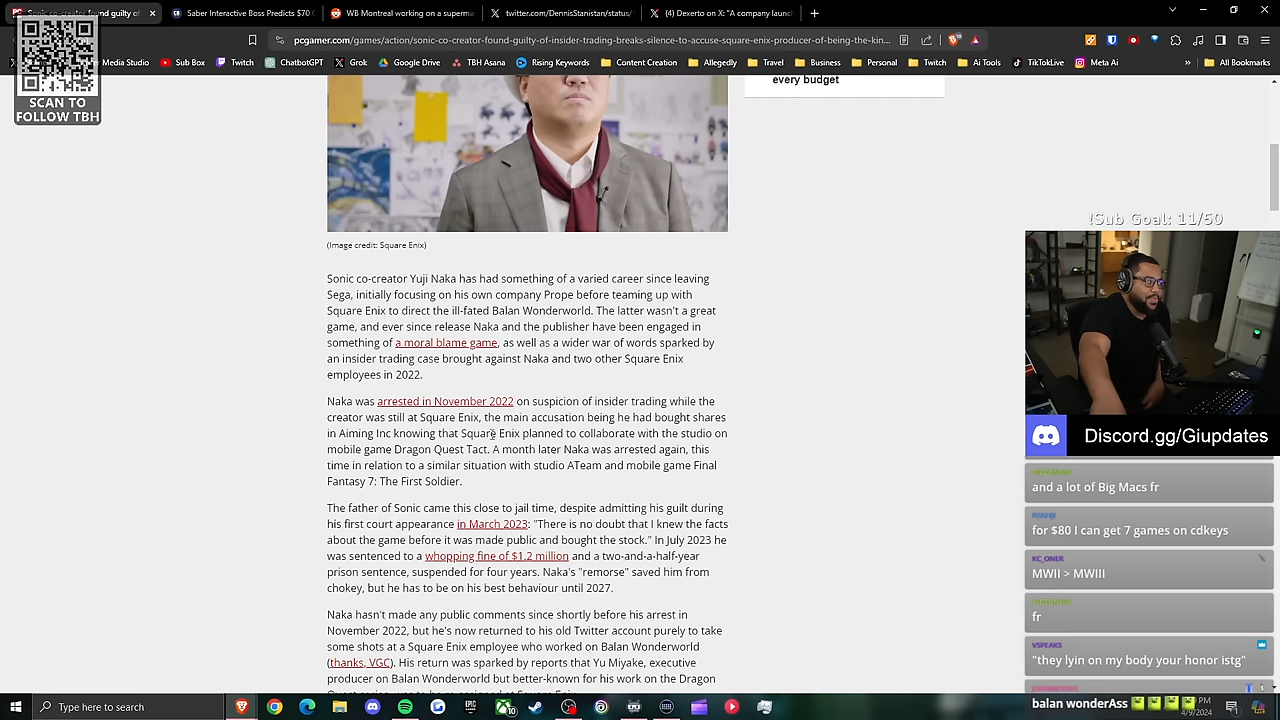 Sonic co-creator found guilty of
Saber Interactive Boss Predicts $70 G
WB Montreal working on a superma
twitter.com/DennisStanistan/status/
(4) Dexerto on X: "A company launch
pcgamer.com/games/action/sonic-co-creator-found-guilty-of-insider-trading-breaks-silence-to-accuse-square-enix-producer-of-being-the-kin...
Media Studio
Sub Box
Twitch
ChatbotGPT
Grok
Google Drive
TBH Asana
Rising Keywords
Content Creation
Allegedly
Travel
Business
Personal
Twitch
Ai Tools
TikTokLive
Meta Ai
All Bookmarks
SCAN TO
FOLLOW TBH
every budget
(Image credit: Square Enix)
Sonic co-creator Yuji Naka has had something of a varied career since leaving
Sega, initially focusing on his own company Prope before teaming up with
Square Enix to direct the ill-fated Balan Wonderworld. The latter wasn't a great
game, and ever since release Naka and the publisher have been engaged in
something of a moral blame game, as well as a wider war of words sparked by
an insider trading case brought against Naka and two other Square Enix
employees in 2022.
Naka was arrested in November 2022 on suspicion of insider trading while the
creator was still at Square Enix, the main accusation being he had bought shares
in Aiming Inc knowing that Square Enix planned to collaborate with the studio on
mobile game Dragon Quest Tact. A month later Naka was arrested again, this
time in relation to a similar situation with studio ATeam and mobile game Final
Fantasy 7: The First Soldier.
The father of Sonic came this close to jail time, despite admitting his guilt during
his first court appearance in March 2023: "There is no doubt that I knew the facts
about the game before it was made public and bought the stock." In July 2023 he
was sentenced to a whopping fine of $1.2 million and a two-and-a-half-year
prison sentence, suspended for four years. Naka's "remorse" saved him from
chokey, but he has to be on his best behaviour until 2027.
Naka hasn't made any public comments since shortly before his arrest in
November 2022, but he's now returned to his old Twitter account purely to take
some shots at a Square Enix employee who worked on Balan Wonderworld
(thanks, VGC). His return was sparked by reports that Yu Miyake, executive
producer on Balan Wonderworld but better-known for his work on the Dragon
!Sub Goal: 11/50
Discord.gg/Giupdates
and a lot of Big Macs fr
for $80 I can get 7 games on cdkeys
KC_ONER
MWII > MWIII
fr
VSPEAKS
"they lyin on my body your honor istg"
balan wonderAss
Type here to search
PM
4/9/2024